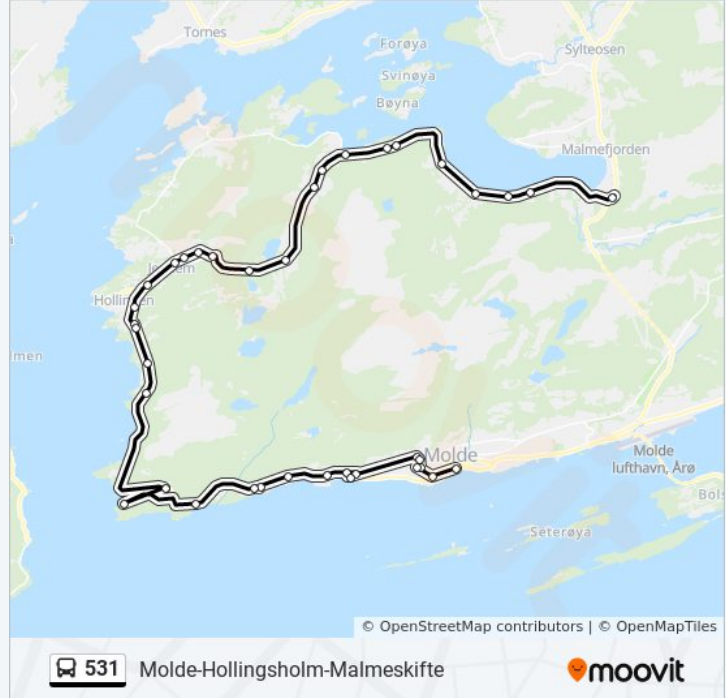 Tornes
Forøya
Sylteosen
Svinøya
Bøyna
Malmefjorden
Hollingen
men
Molde
Molde
lufthavn, Årø
Bols
Seterøya
© OpenStreetMap contributors | © OpenMapTiles
531 Molde-Hollingsholm-Malmeskifte
moovit